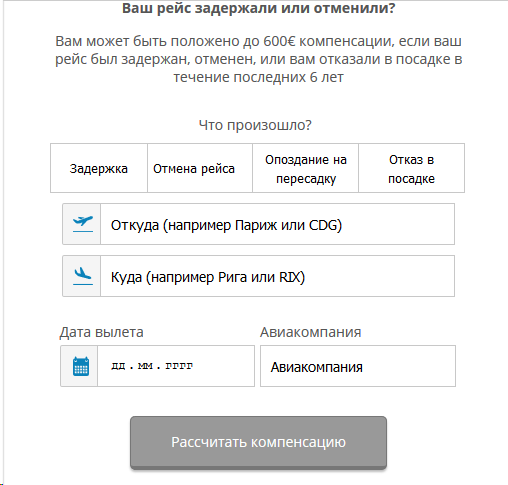 Ваш рейс задержали или отменили?
Вам может быть положено до 600€ компенсации, если ваш
рейс был задержан, отменен, или вам отказали в посадке в
течение последних 6 лет
Что произошло?
Задержка
Отмена рейса
Опоздание на
пересадку
Отказ в
посадке
Откуда (например Париж или CDG)
Куда (например Рига или RIX)
Дата вылета
Авиакомпания
дд.мм.гггг
Авиакомпания
Рассчитать компенсацию